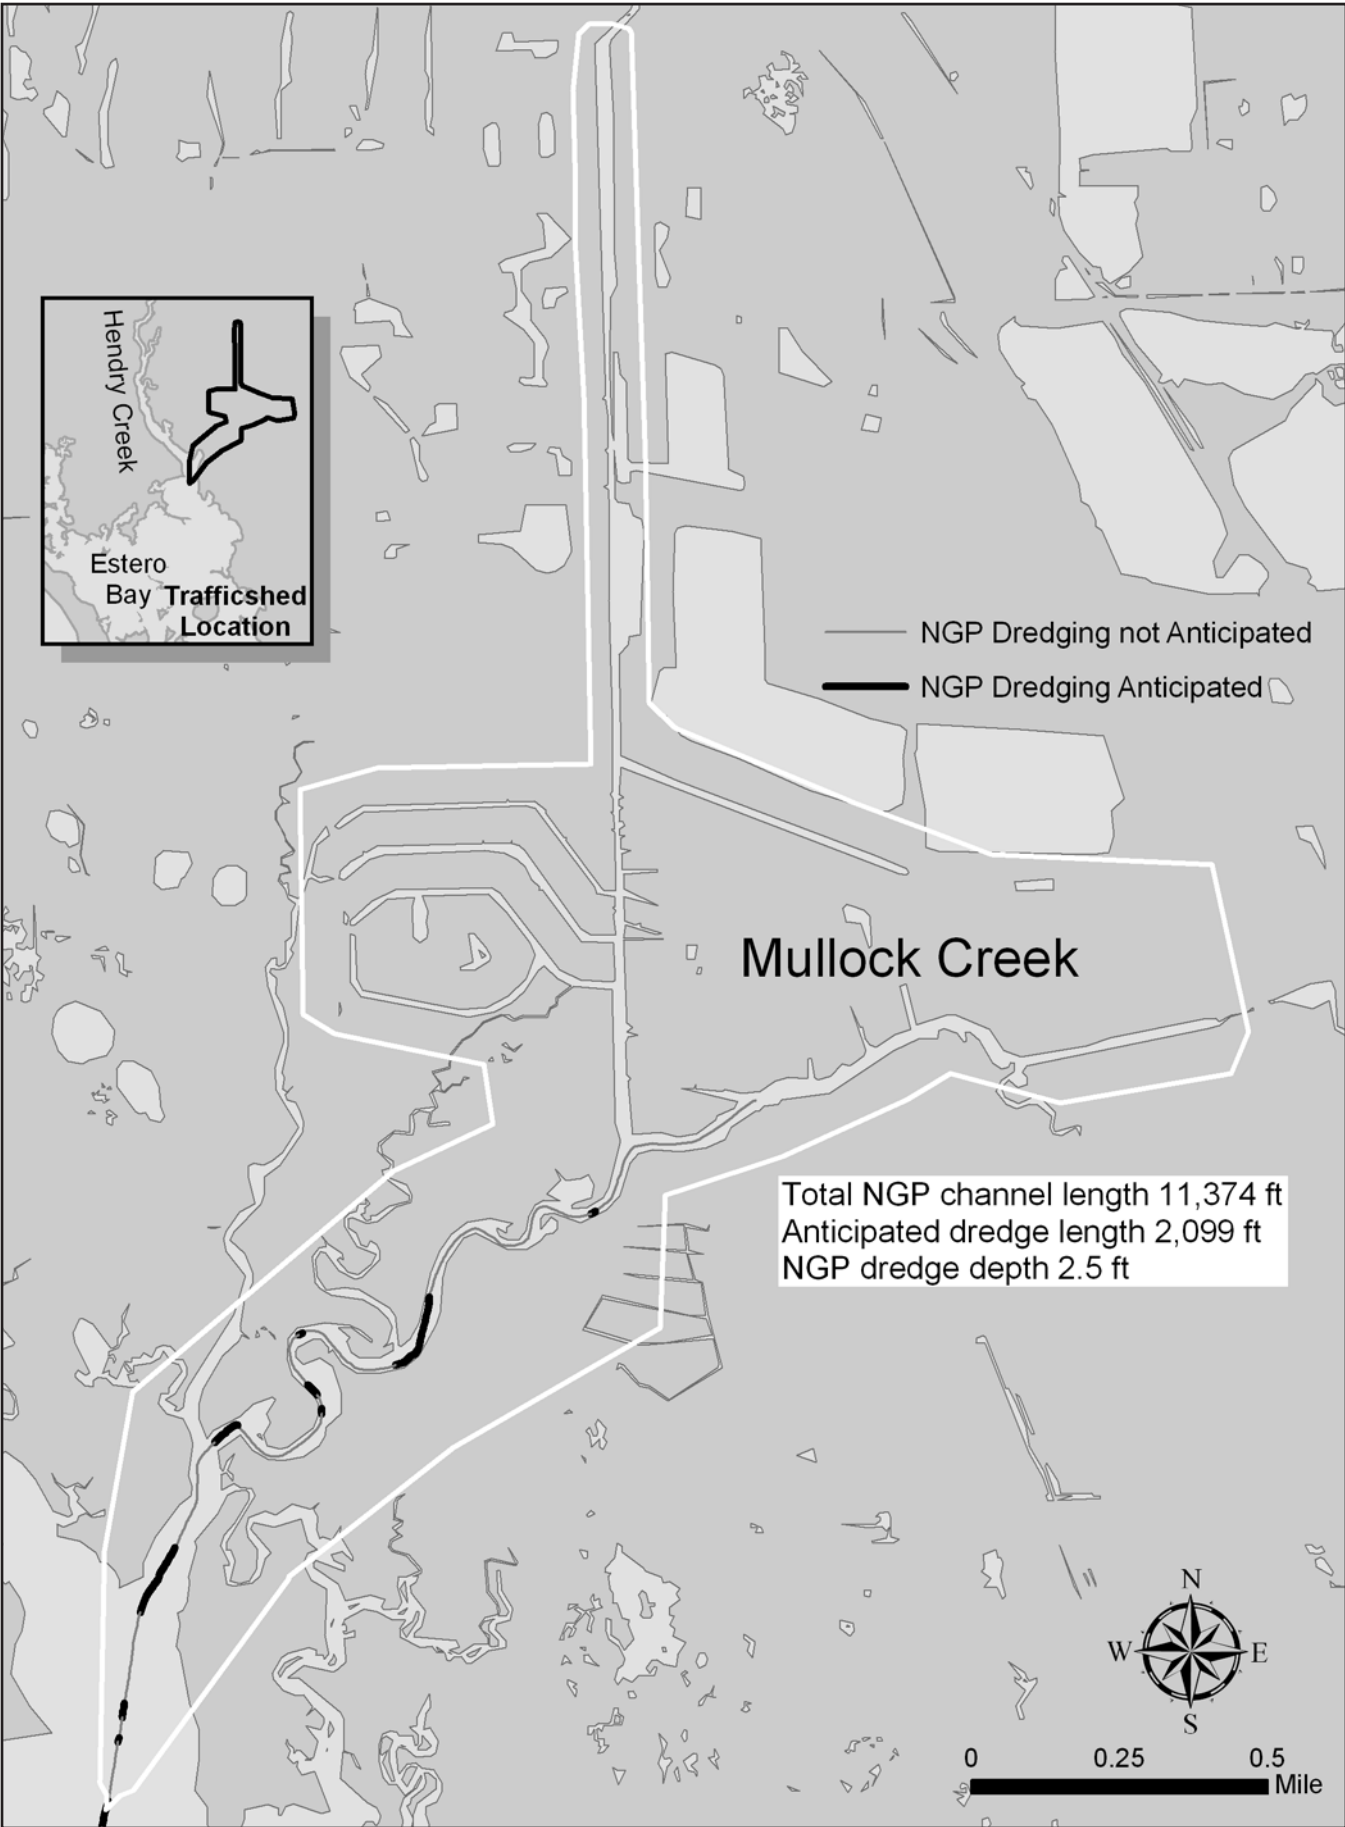 Hendry Creek
Estero
Bay
Trafficshed
Location
NGP Dredging not Anticipated
NGP Dredging Anticipated
Mullock Creek
Total NGP channel length 11,374 ft
Anticipated dredge length 2,099 ft
NGP dredge depth 2.5 ft
N
W
E
S
0 0.25 0.5
Mile